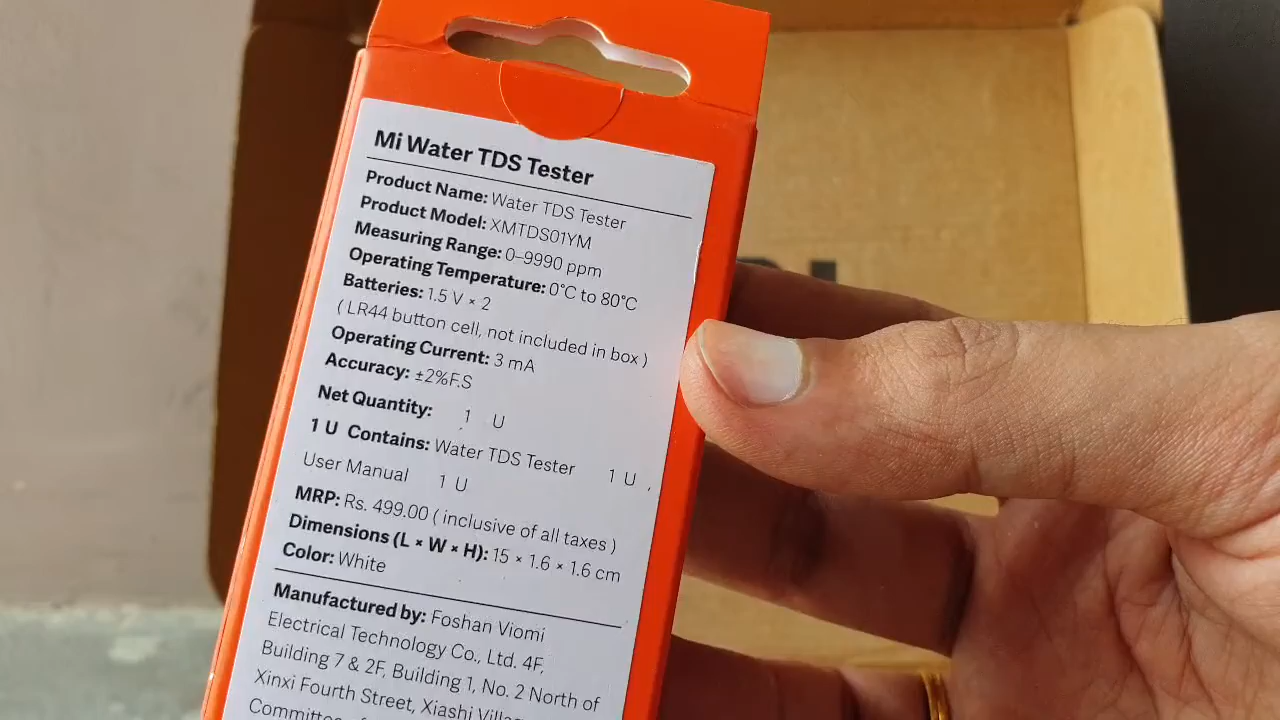 Mi Water TDS Tester
Product Name: Water TDS Tester
Product Model: XMTDS01YM
Measuring Range: 0–9990 ppm
Operating Temperature: 0°C to 80°C
Batteries: 1.5 V × 2
( LR44 button cell, not included in box )
Operating Current: 3 mA
Accuracy: ±2%F.S
Net Quantity: 1 U
1 U Contains: Water TDS Tester 1 U ,
User Manual 1 U
MRP: Rs. 499.00 ( inclusive of all taxes )
Dimensions (L × W × H): 15 × 1.6 × 1.6 cm
Color: White
Manufactured by: Foshan Viomi
Electrical Technology Co., Ltd. 4F,
Building 7 & 2F, Building 1, No. 2 North of
Xinxi Fourth Street, Xiashi